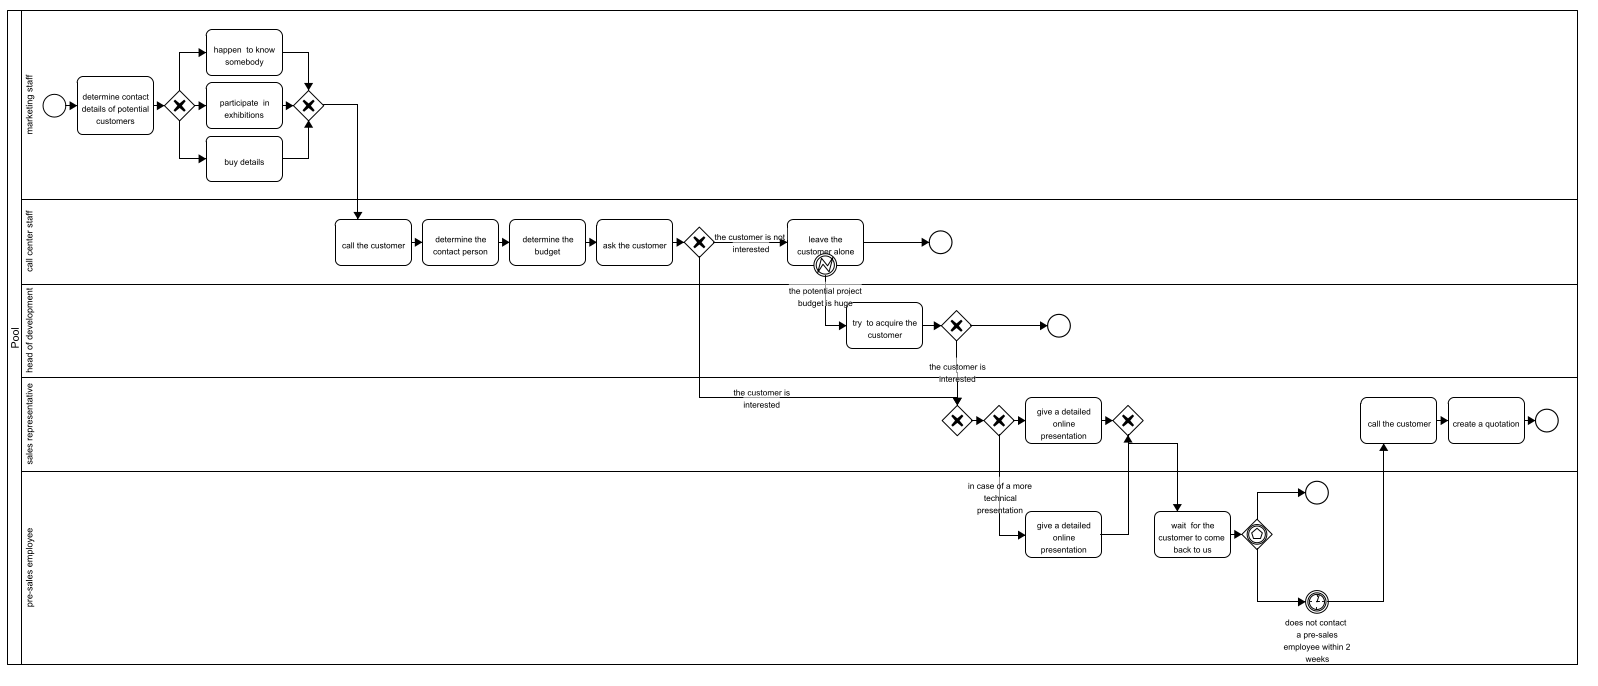 Pool
marketing staff
determine contact
details of potential
customers
happen to know
somebody
participate in
exhibitions
buy details
call center staff
call the customer
determine the
contact person
determine the
budget
ask the customer
the customer is not
interested
leave the
customer alone
the potential project
budget is huge
head of development
try to acquire the
customer
the customer is
interested
sales representative
the customer is
interested
give a detailed
online
presentation
call the customer
create a quotation
pre-sales employee
in case of a more
technical
presentation
give a detailed
online
presentation
wait for the
customer to come
back to us
does not contact
a pre-sales
employee within 2
weeks